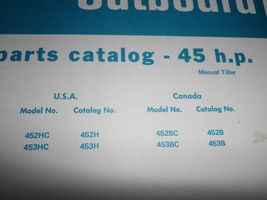 outboard
parts catalog - 45 h.p.
Manual Tiller
U.S.A. Canada
Model No. Catalog No. Model No. Catalog No.
452HC 452H 452BC 452B
453HC 453H 453BC 453B